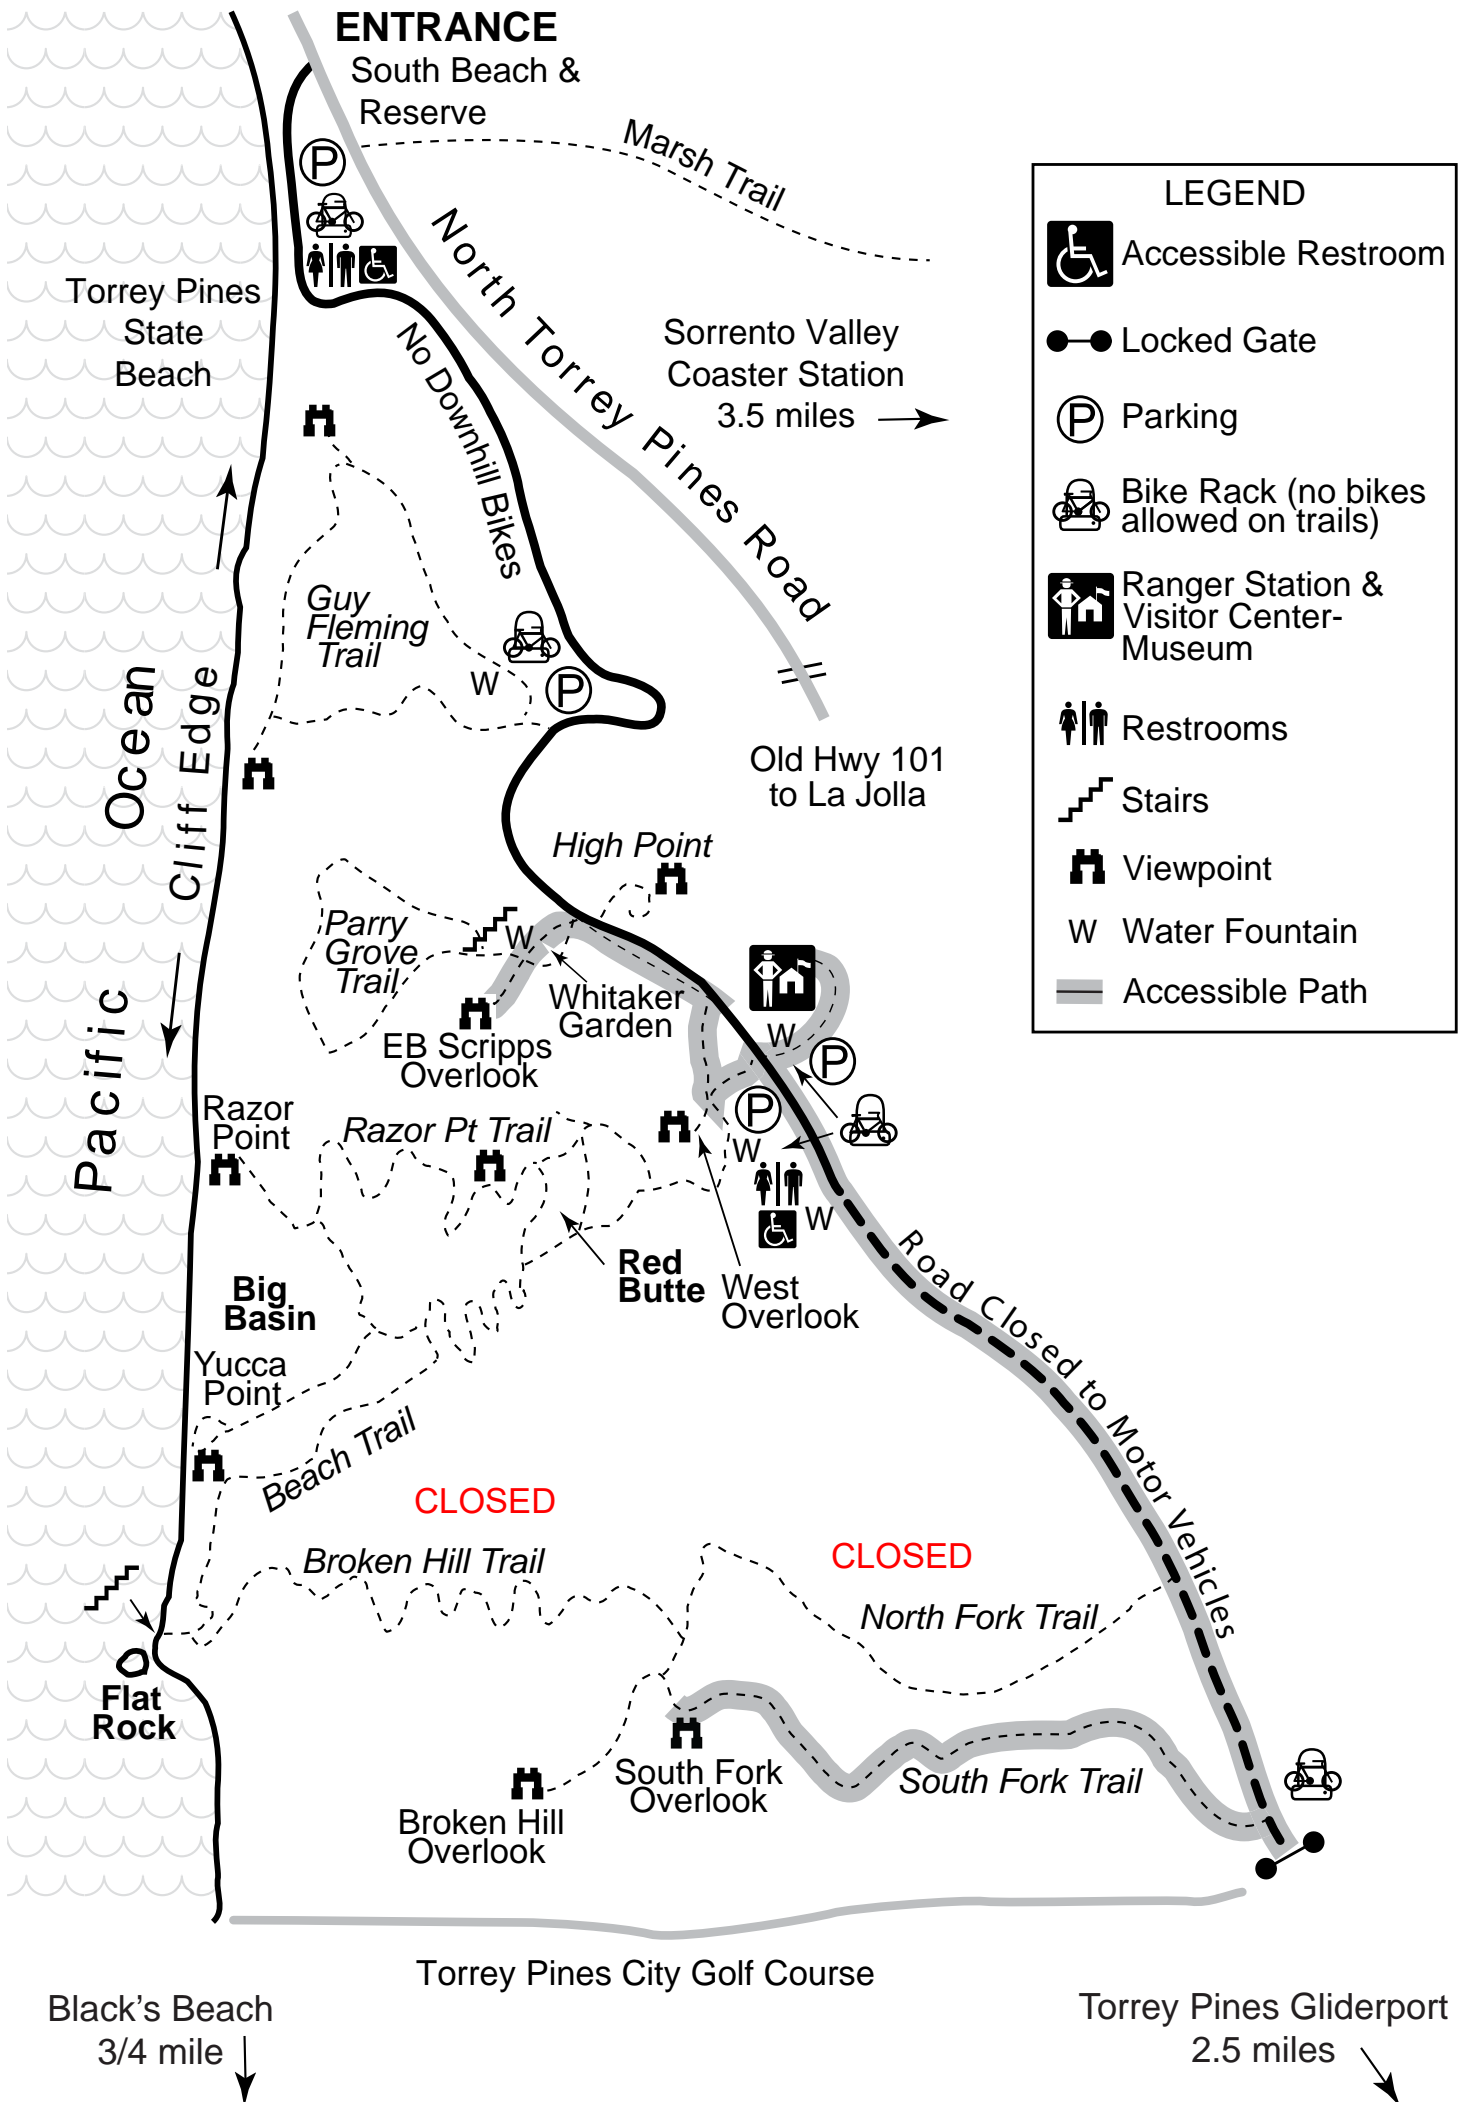 ENTRANCE
South Beach &
Reserve
P
Marsh Trail
LEGEND
Accessible Restroom
Locked Gate
P
Parking
Bike Rack (no bikes
allowed on trails)
Ranger Station &
Visitor Center-
Museum
Restrooms
Stairs
Viewpoint
W
Water Fountain
Accessible Path
North Torrey Pines Road
Torrey Pines
State
Beach
No Downhill Bikes
Sorrento Valley
Coaster Station
3.5 miles
Guy
Fleming
Trail
W
P
Pacific Ocean
Cliff Edge
Old Hwy 101
to La Jolla
High Point
Parry
Grove
Trail
W
Whitaker
Garden
EB Scripps
Overlook
W
P
P
W
W
Razor
Point
Razor Pt Trail
Red
Butte
West
Overlook
Big
Basin
Yucca
Point
Beach Trail
Road Closed to Motor Vehicles
CLOSED
Broken Hill Trail
CLOSED
North Fork Trail
Flat
Rock
South Fork
Overlook
South Fork Trail
Broken Hill
Overlook
Torrey Pines City Golf Course
Black's Beach
3/4 mile
Torrey Pines Gliderport
2.5 miles